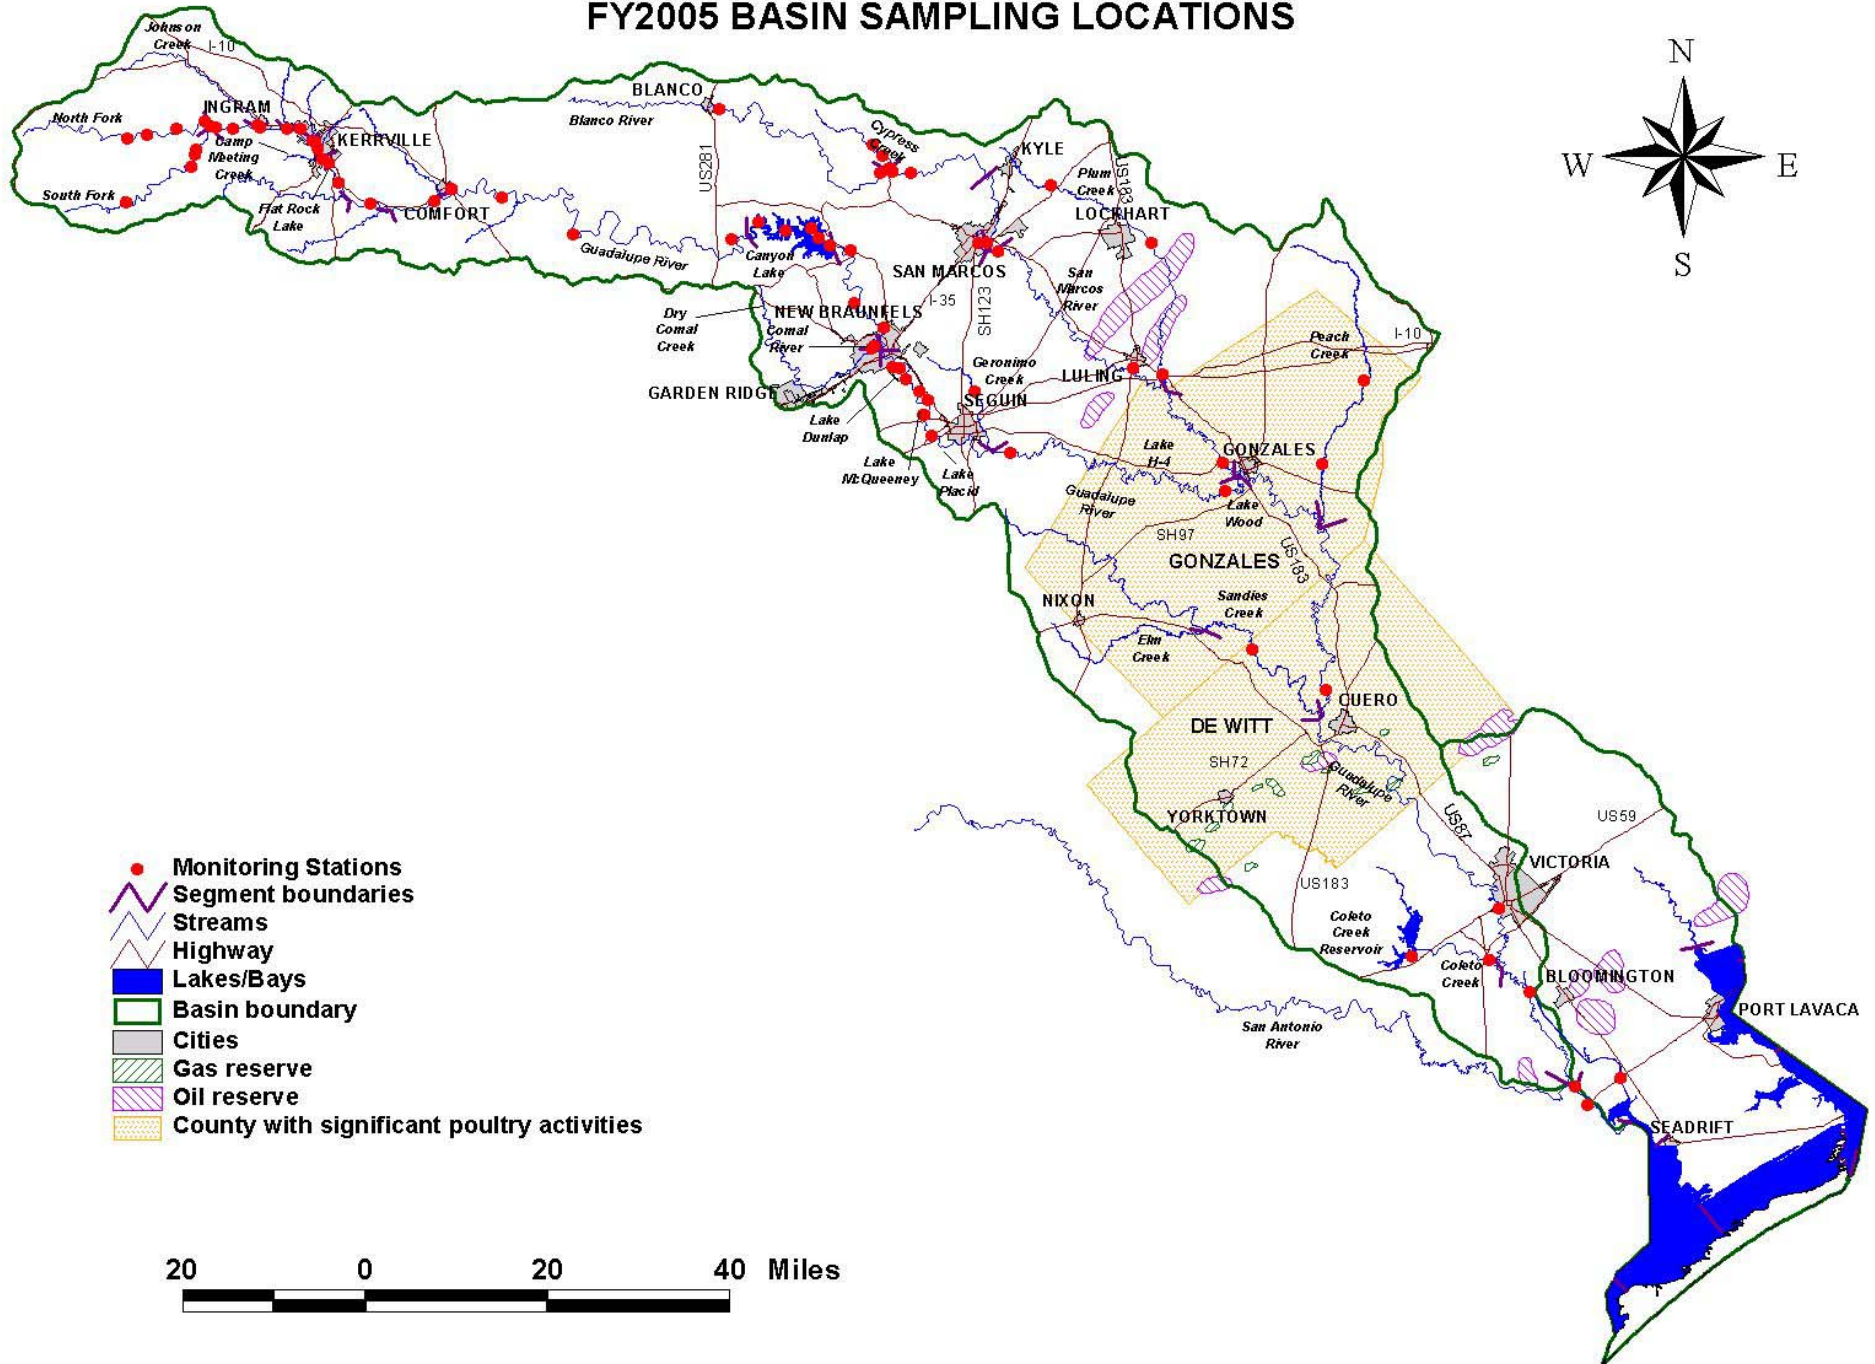 FY2005 BASIN SAMPLING LOCATIONS
Johnson
Creek
I-10
North Fork
INGRAM
Camp
Meeting
Creek
KERRVILLE
South Fork
Flat Rock
Lake
COMFORT
BLANCO
Blanco River
US281
Guadalupe River
Cypress
Creek
KYLE
Plum
Creek
US183
LOCKHART
Canyon
Lake
SAN MARCOS
San
Marcos
River
I-35
SH123
Dry
Comal
Creek
NEW BRAUNFELS
Comal
River
Geronimo
Creek
LULING
Peach
Creek
I-10
GARDEN RIDGE
SEGUIN
Lake
Dunlap
Lake
McQueeney
Lake
Placid
Lake
H-4
GONZALES
Guadalupe
River
Lake
Wood
SH97
US183
GONZALES
NIXON
Sandies
Creek
Elm
Creek
CUERO
DE WITT
SH72
Guadalupe
River
YORKTOWN
US87
US59
VICTORIA
US183
Coleto
Creek
Reservoir
Coleto
Creek
BLOOMINGTON
PORT LAVACA
San Antonio
River
SEADRIFT
N
W
E
S
Monitoring Stations
Segment boundaries
Streams
Highway
Lakes/Bays
Basin boundary
Cities
Gas reserve
Oil reserve
County with significant poultry activities
20 0 20 40 Miles